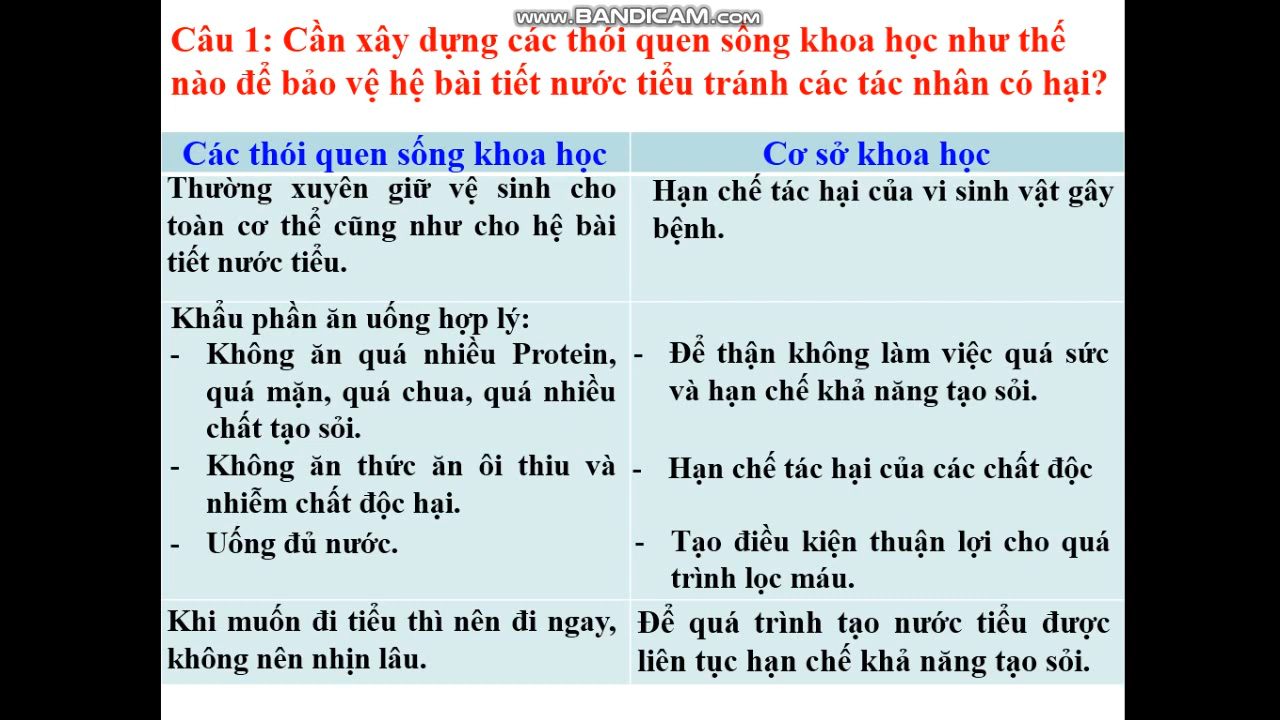 www.BANDICAM.com
Câu 1: Cần xây dựng các thói quen sống khoa học như thế
nào để bảo vệ hệ bài tiết nước tiểu tránh các tác nhân có hại?
Các thói quen sống khoa học
Cơ sở khoa học
Thường xuyên giữ vệ sinh cho
toàn cơ thể cũng như cho hệ bài
tiết nước tiểu.
Hạn chế tác hại của vi sinh vật gây
bệnh.
Khẩu phần ăn uống hợp lý:
- Không ăn quá nhiều Protein,
quá mặn, quá chua, quá nhiều
chất tạo sỏi.
- Không ăn thức ăn ôi thiu và
nhiễm chất độc hại.
- Uống đủ nước.
- Để thận không làm việc quá sức
và hạn chế khả năng tạo sỏi.
- Hạn chế tác hại của các chất độc
- Tạo điều kiện thuận lợi cho quá
trình lọc máu.
Khi muốn đi tiểu thì nên đi ngay,
không nên nhịn lâu.
Để quá trình tạo nước tiểu được
liên tục hạn chế khả năng tạo sỏi.